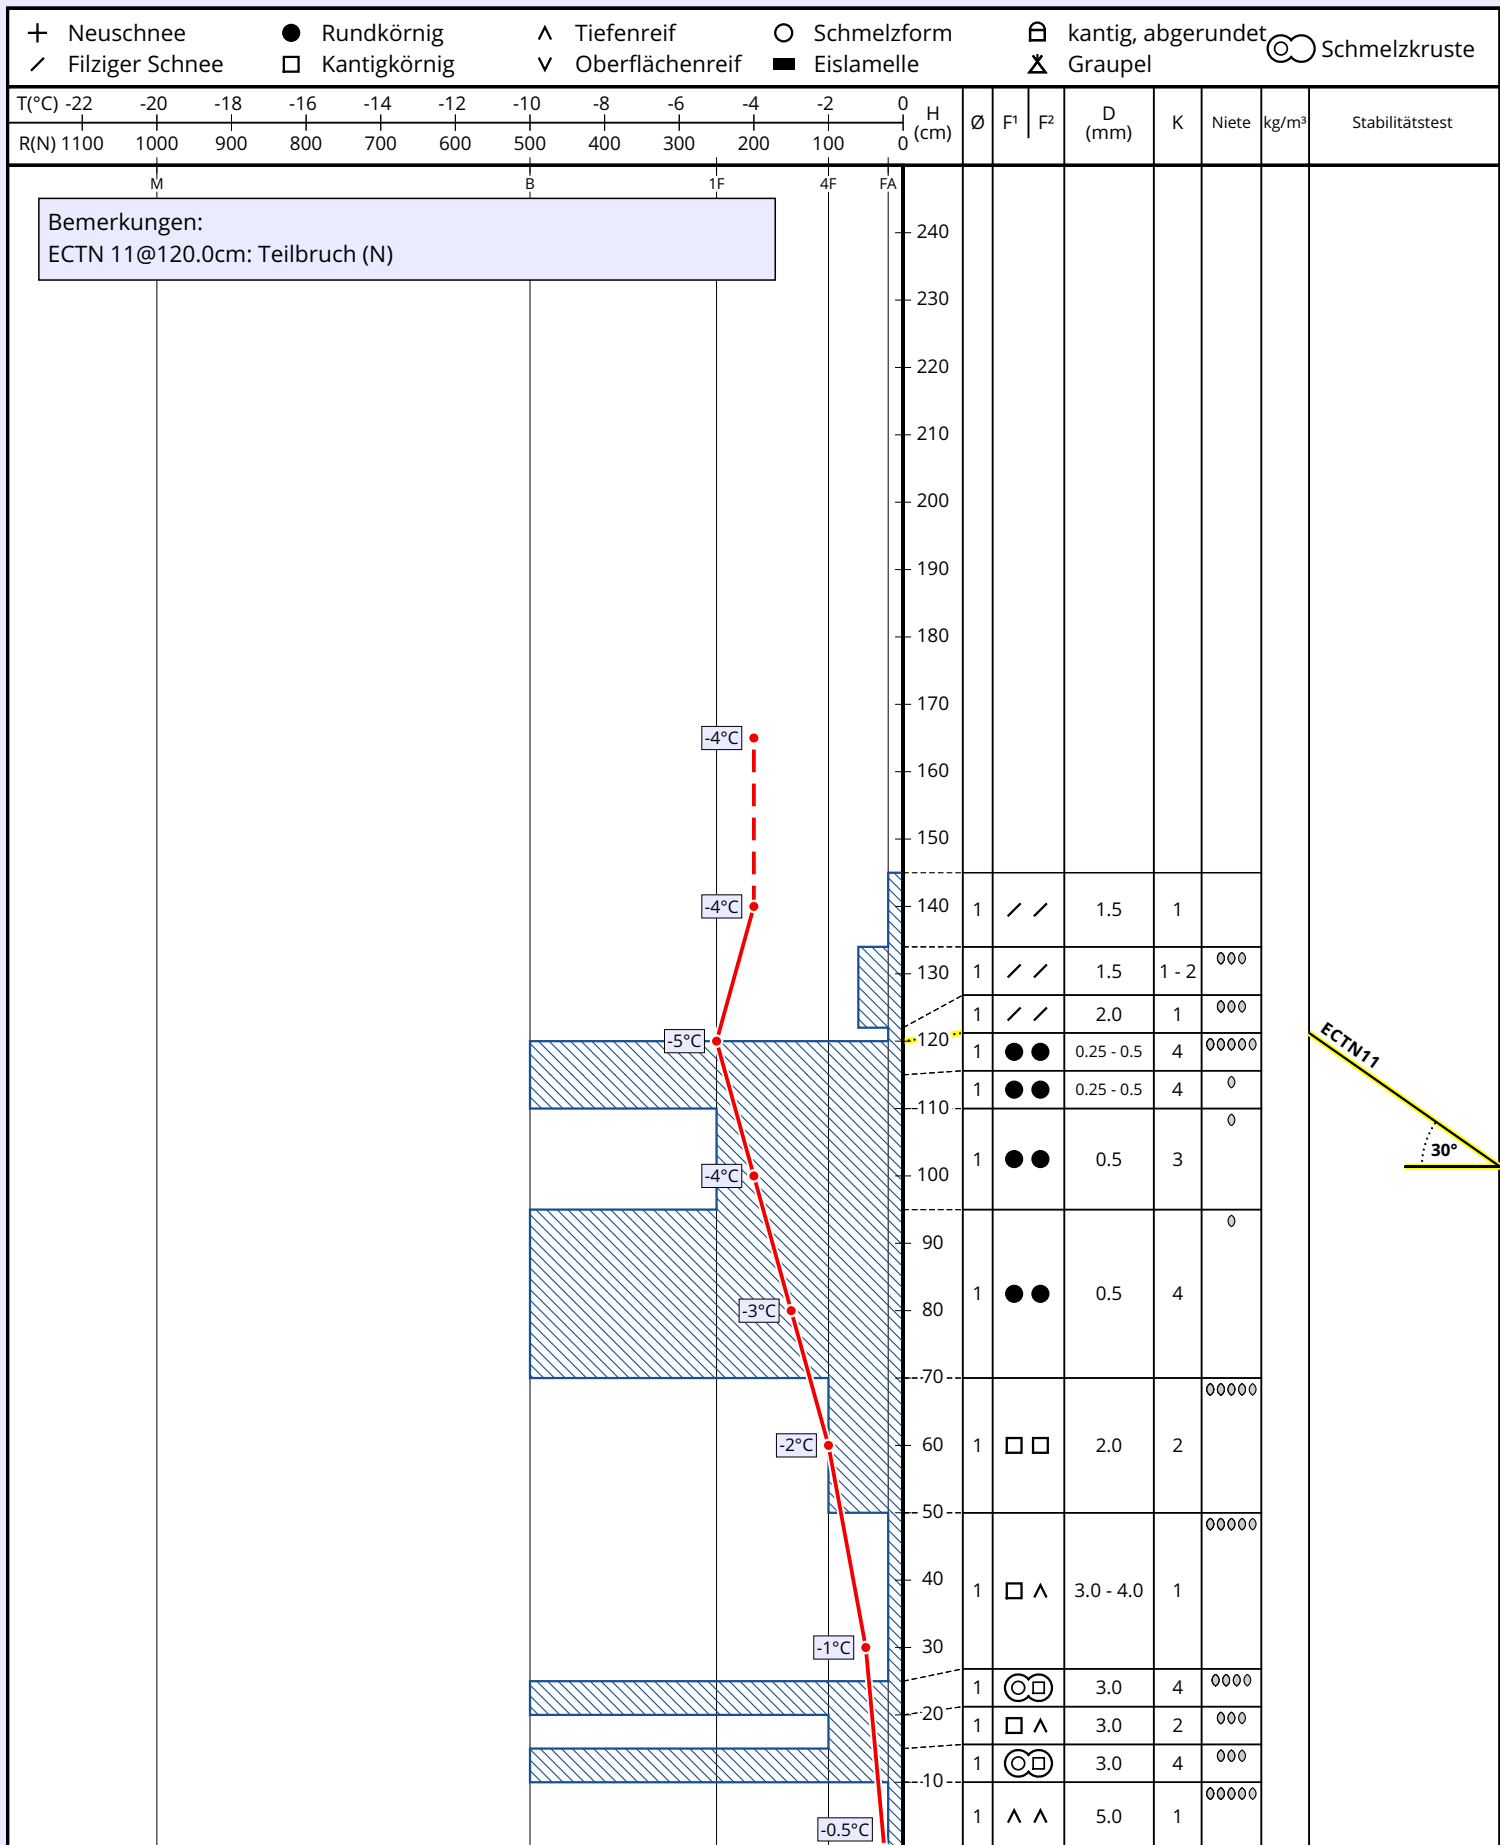 Neuschnee Rundkörnig Tiefenreif Schmelzform kantig, abgerundet Schmelzkruste
Filziger Schnee Kantigkörnig Oberflächenreif Eislamelle Graupel
T(°C) -22 -20 -18 -16 -14 -12 -10 -8 -6 -4 -2 0
R(N) 1100 1000 900 800 700 600 500 400 300 200 100 0
H (cm) Ø F¹ F² D (mm) K Niete kg/m³ Stabilitätstest
M B 1F 4F FA
Bemerkungen:
ECTN 11@120.0cm: Teilbruch (N)
240
230
220
210
200
190
180
170
-4°C
160
150
-4°C 140 1 1.5 1
130 1 1.5 1 - 2
1 2.0 1
-5°C 120 1 0.25 - 0.5 4
ECTN11
1 0.25 - 0.5 4
110
30°
-4°C 100 1 0.5 3
90
1 0.5 4
-3°C 80
70
-2°C 60 1 2.0 2
50
40 1 3.0 - 4.0 1
-1°C 30
1 3.0 4
20 1 3.0 2
1 3.0 4
10
-0.5°C 1 5.0 1